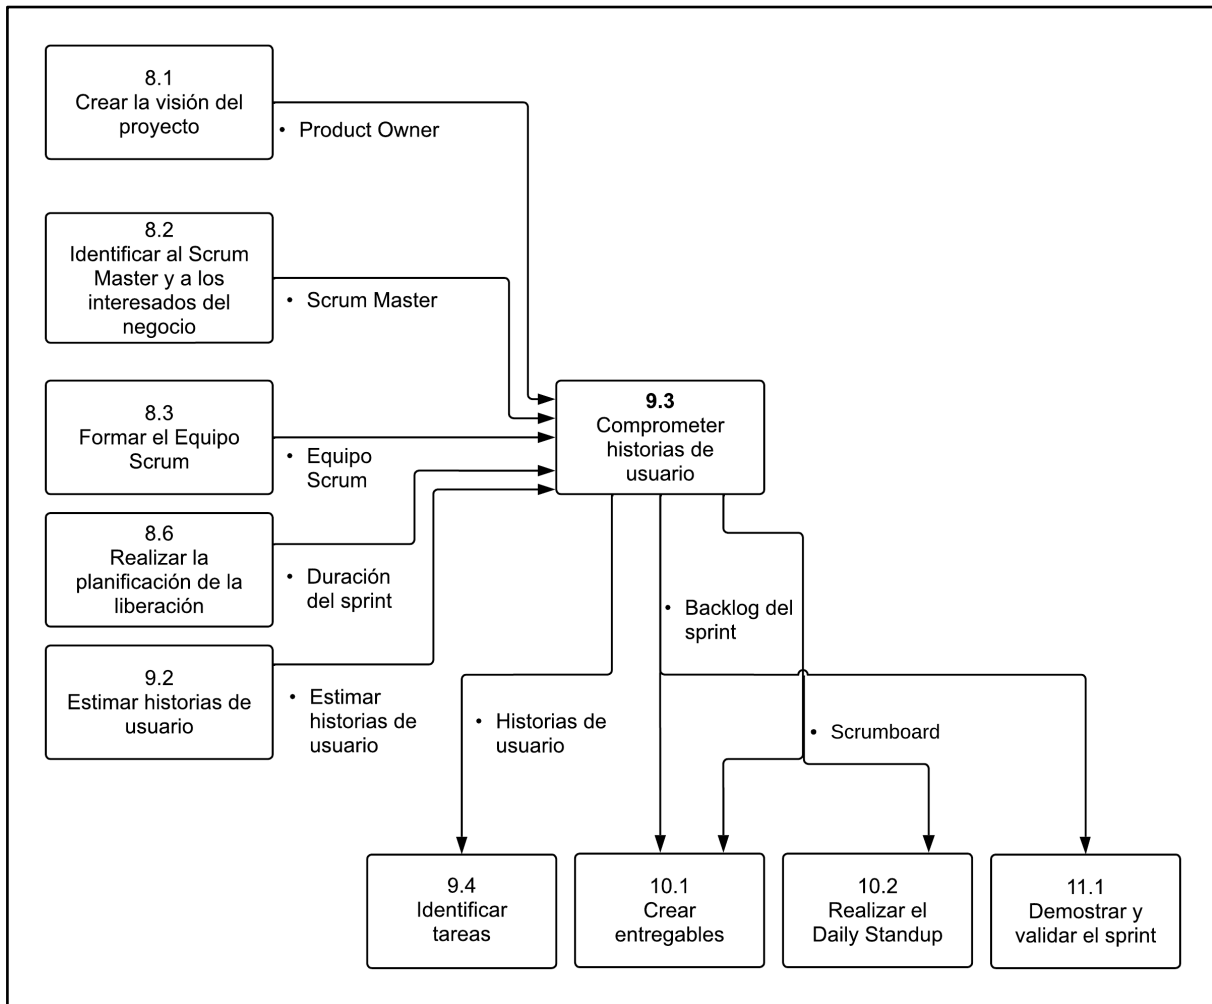 8.1
Crear la visión del
proyecto
• Product Owner
8.2
Identificar al Scrum
Master y a los
interesados del
negocio
• Scrum Master
8.3
Formar el Equipo
Scrum
• Equipo
Scrum
9.3
Comprometer
historias de
usuario
8.6
Realizar la
planificación de la
liberación
• Duración
del sprint
9.2
Estimar historias de
usuario
• Estimar
historias de
usuario
• Backlog del
sprint
• Historias de
usuario
• Scrumboard
9.4
Identificar
tareas
10.1
Crear
entregables
10.2
Realizar el
Daily Standup
11.1
Demostrar y
validar el sprint